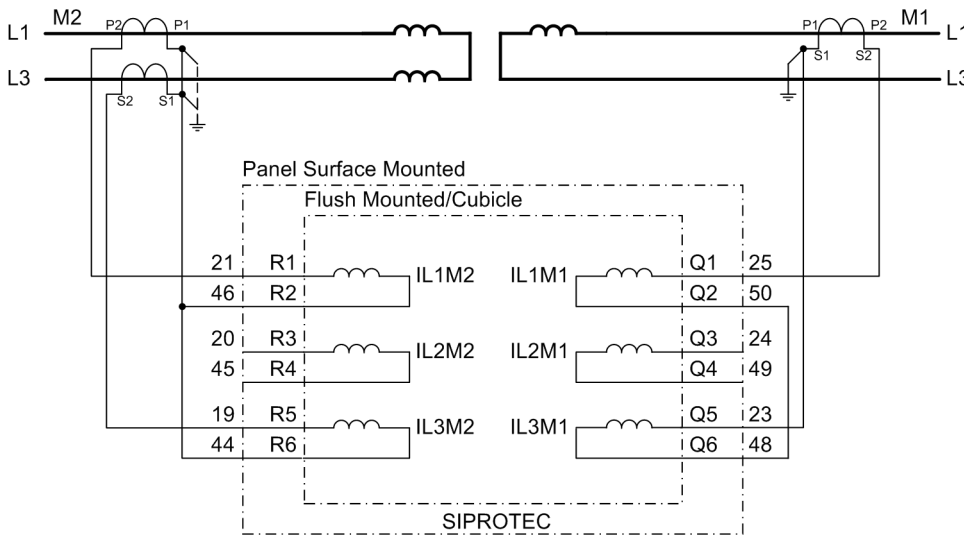 M2 M1
P2 P1 P1 P2
L1 L1
S1 S2
L3 L3
S2 S1
Panel Surface Mounted
Flush Mounted/Cubicle
21 R1 IL1M2 IL1M1 Q1 25
46 R2 Q2 50
20 R3 IL2M2 IL2M1 Q3 24
45 R4 Q4 49
19 R5 IL3M2 IL3M1 Q5 23
44 R6 Q6 48
SIPROTEC